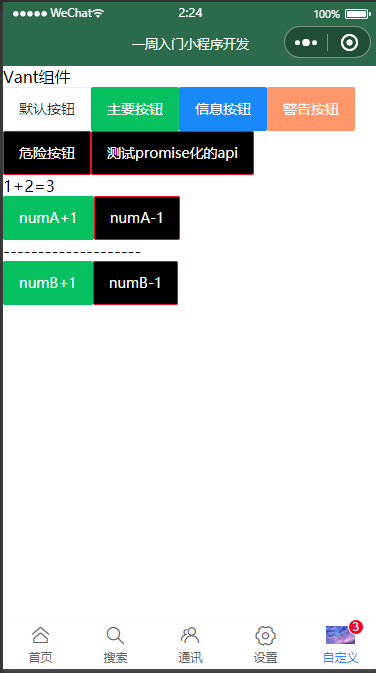 WeChat 2:24 100%
一周入门小程序开发
Vant组件
默认按钮 主要按钮 信息按钮 警告按钮
危险按钮 测试promise化的api
1+2=3
numA+1 numA-1
--------------------
numB+1 numB-1
3
首页 搜索 通讯 设置 自定义